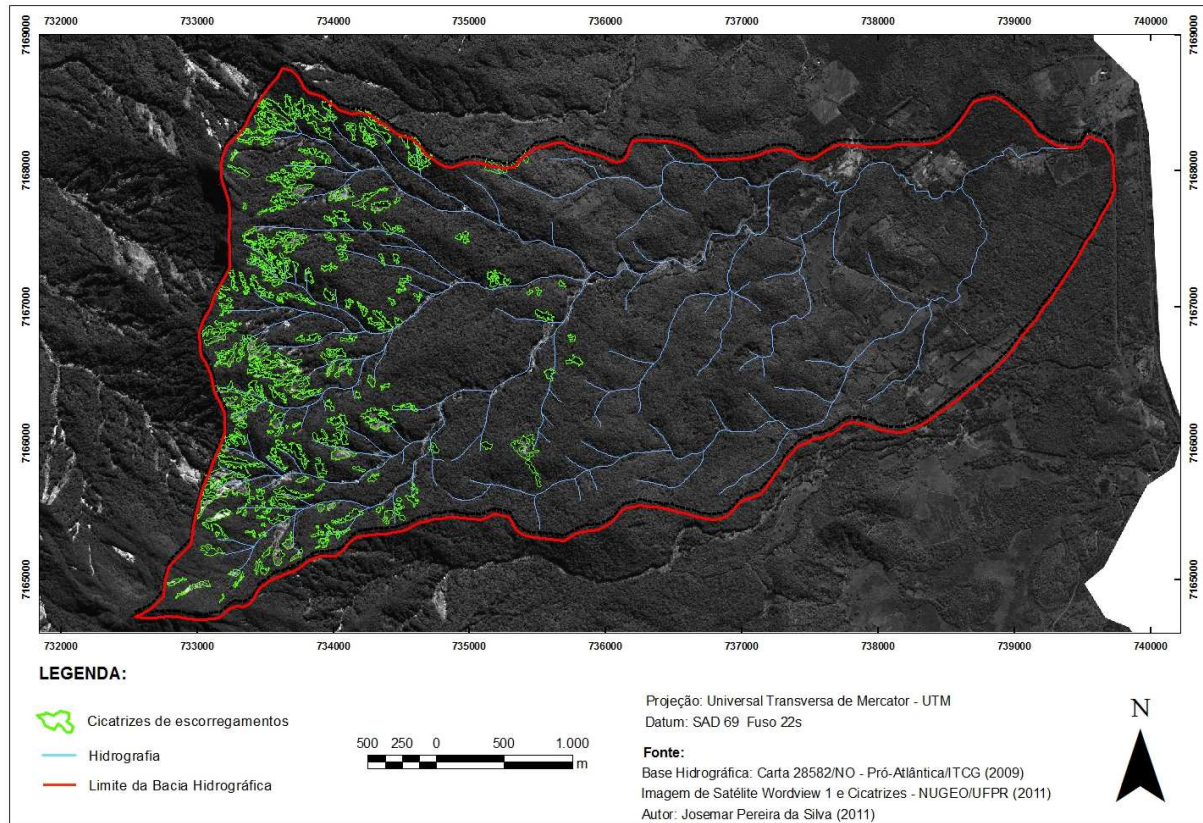 732000 733000 734000 735000 736000 737000 738000 739000 740000
7169000 7169000
7168000 7168000
7167000 7167000
7166000 7166000
7165000 7165000
732000 733000 734000 735000 736000 737000 738000 739000 740000
LEGENDA:
Cicatrizes de escorregamentos
Hidrografia
Limite da Bacia Hidrográfica
500 250 0 500 1.000
m
Projeção: Universal Transversa de Mercator - UTM
Datum: SAD 69 Fuso 22s
Fonte:
Base Hidrográfica: Carta 28582/NO - Pró-Atlântica/ITCG (2009)
Imagem de Satélite Wordview 1 e Cicatrizes - NUGEO/UFPR (2011)
Autor: Josemar Pereira da Silva (2011)
N